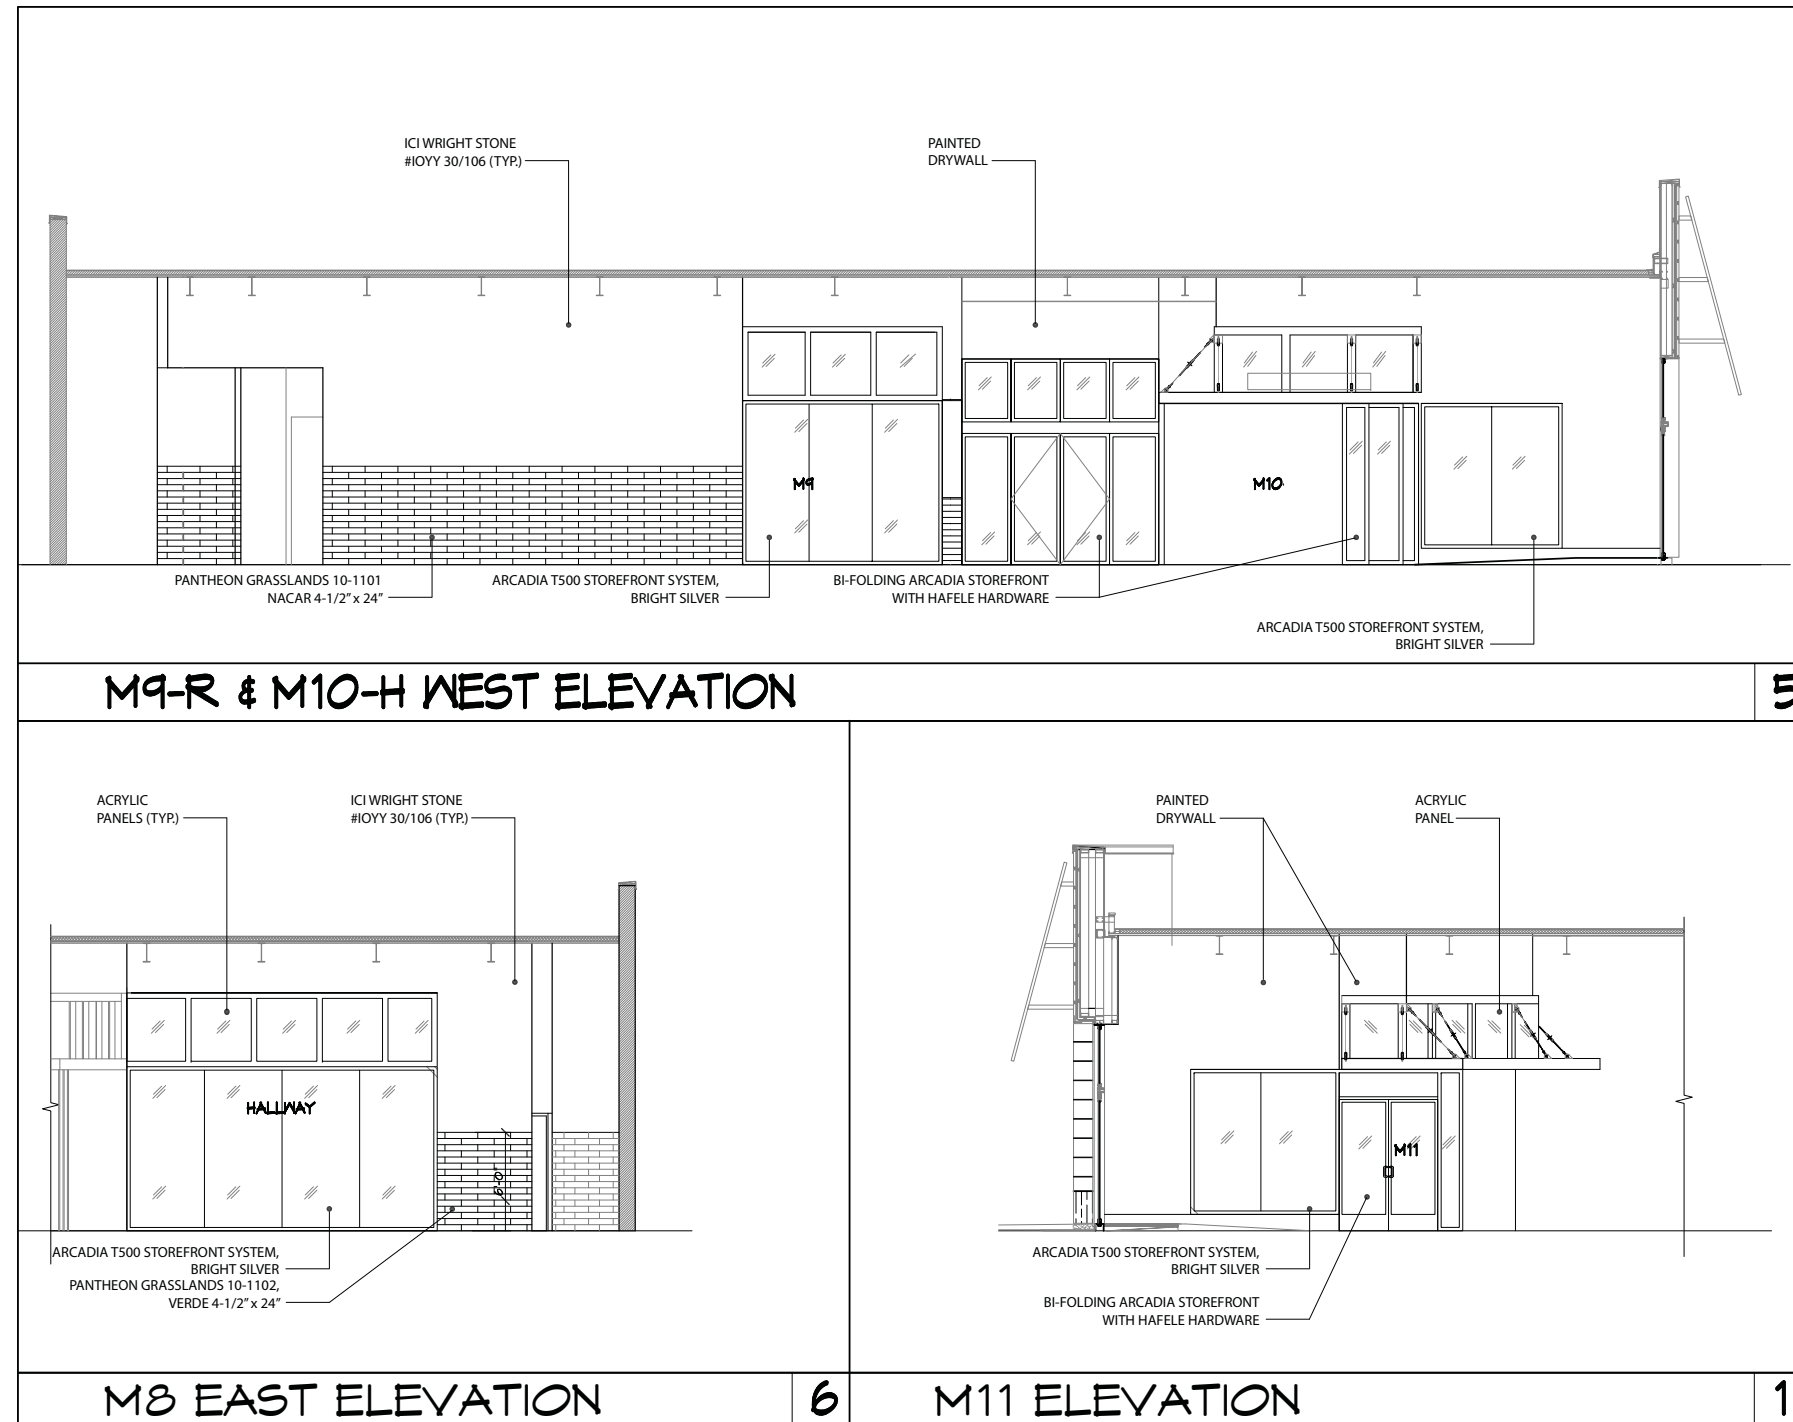 ICI WRIGHT STONE
#IOYY 30/106 (TYP.)
PAINTED
DRYWALL
M9
M10
PANTHEON GRASSLANDS 10-1101
NACAR 4-1/2" x 24"
ARCADIA T500 STOREFRONT SYSTEM,
BRIGHT SILVER
BI-FOLDING ARCADIA STOREFRONT
WITH HAFELE HARDWARE
ARCADIA T500 STOREFRONT SYSTEM,
BRIGHT SILVER
M9-R & M10-H WEST ELEVATION
5
ACRYLIC
PANELS (TYP.)
ICI WRIGHT STONE
#IOYY 30/106 (TYP.)
HALLWAY
6'-0"
ARCADIA T500 STOREFRONT SYSTEM,
BRIGHT SILVER
PANTHEON GRASSLANDS 10-1102,
VERDE 4-1/2" x 24"
M8 EAST ELEVATION
6
PAINTED
DRYWALL
ACRYLIC
PANEL
M11
ARCADIA T500 STOREFRONT SYSTEM,
BRIGHT SILVER
BI-FOLDING ARCADIA STOREFRONT
WITH HAFELE HARDWARE
M11 ELEVATION
1